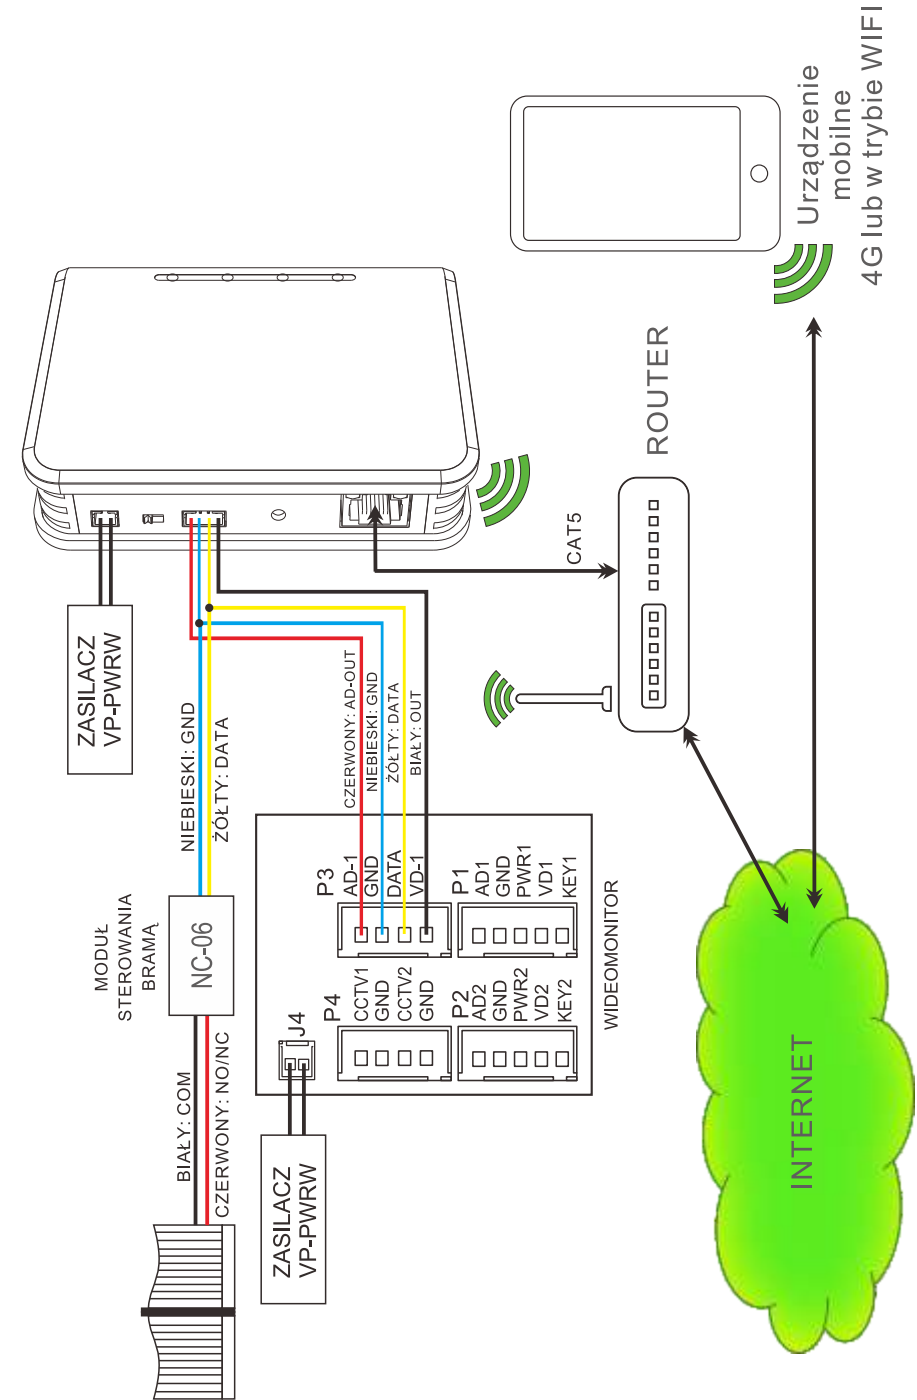 Urządzenie
mobilne
4G lub w trybie WIFI
ROUTER
CAT5
ZASILACZ
VP-PWRW
NIEBIESKI: GND
ŻÓŁTY: DATA
CZERWONY: AD-OUT
NIEBIESKI: GND
ŻÓŁTY: DATA
BIAŁY: OUT
MODUŁ
STEROWANIA
BRAMĄ
NC-06
BIAŁY: COM
CZERWONY: NO/NC
P3
AD-1
GND
DATA
VD-1
P1
AD1
GND
PWR1
VD1
KEY1
J4
P4
CCTV1
GND
CCTV2
GND
P2
AD2
GND
PWR2
VD2
KEY2
WIDEOMONITOR
ZASILACZ
VP-PWRW
INTERNET